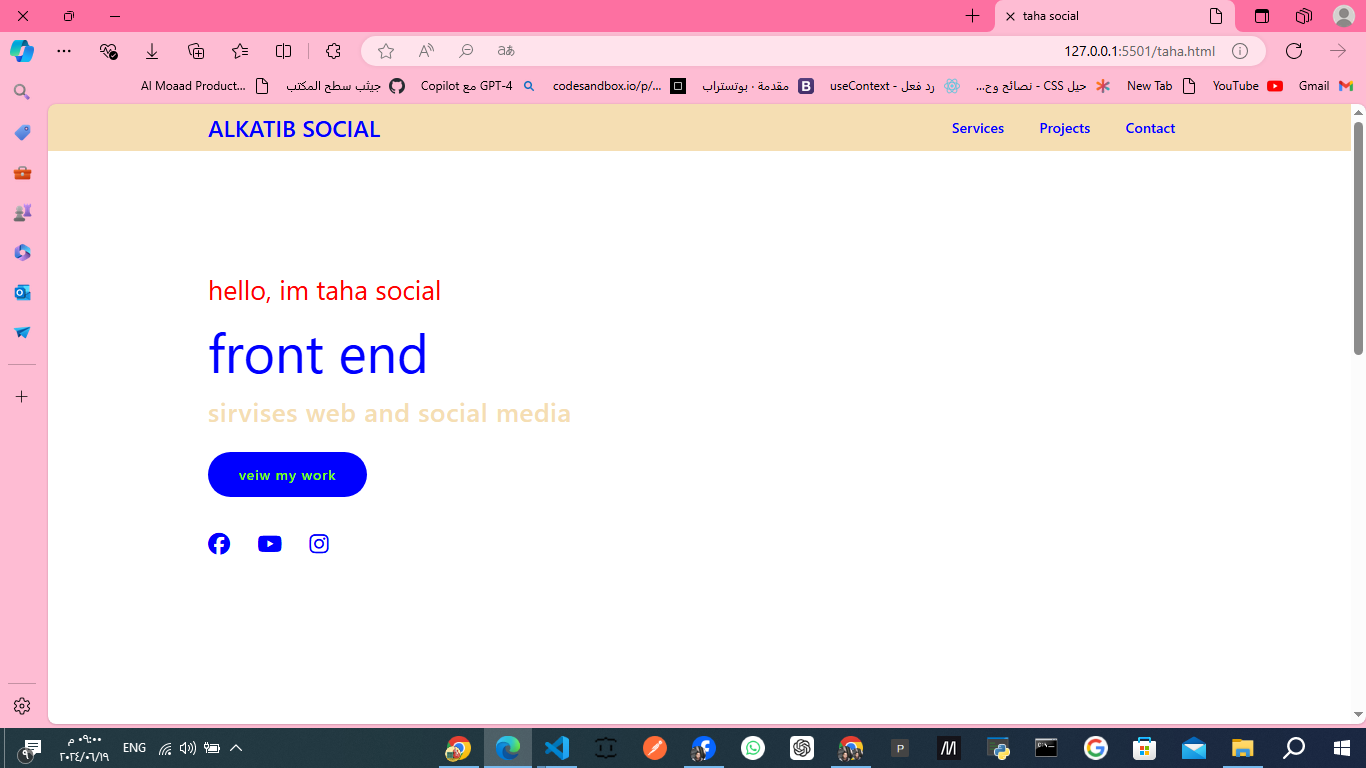 taha social
127.0.0.1:5501/taha.html
aあ
Gmail
YouTube
New Tab
حيل CSS - نصائح وح...
رد فعل - useContext
مقدمة · بوتستراب
codesandbox.io/p/...
Copilot مع GPT-4
جيثب سطح المكتب
Al Moaad Product...
ALKATIB SOCIAL
Services
Projects
Contact
hello, im taha social
front end
sirvises web and social media
veiw my work
٩
٠٩:٠٠ م
٢٠٢٤/٠٦/١٩
ENG
P